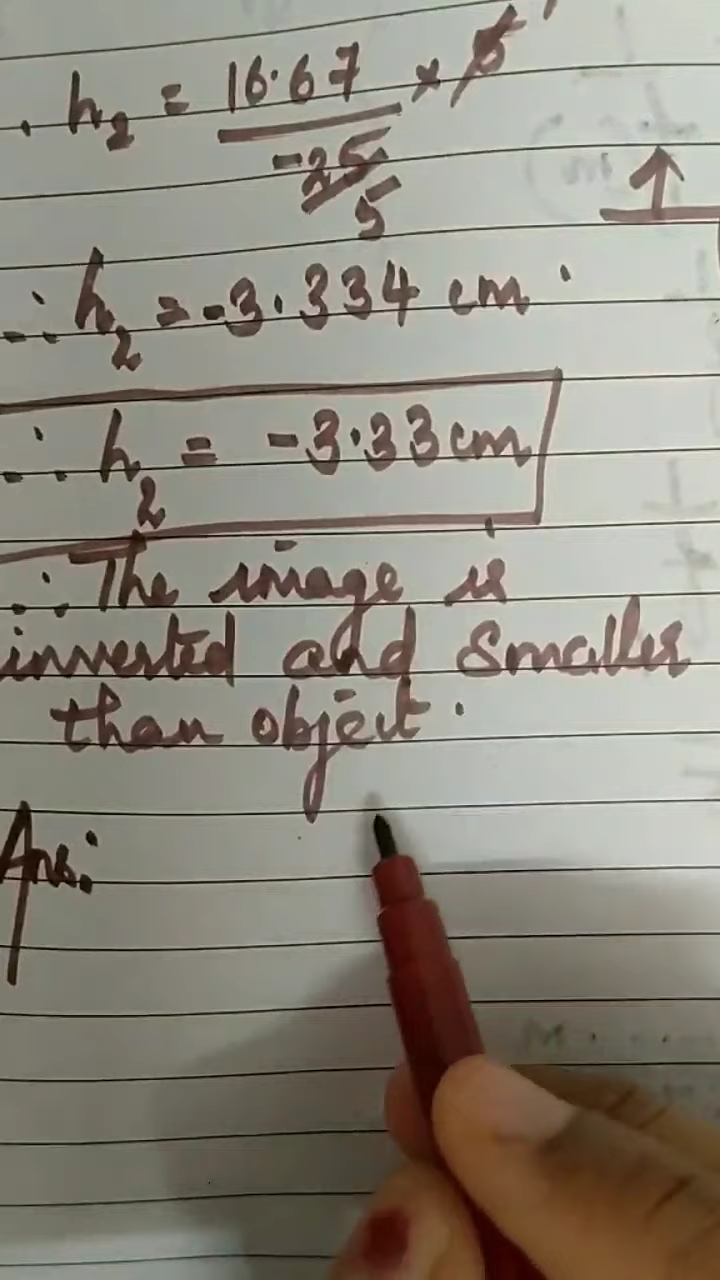 . h₂ = 16.67 / -25 × 5
5
∴ h₂ = -3.334 cm.
∴ h₂ = -3.33 cm
∴ The image is
inverted and smaller
than object.
Ans: